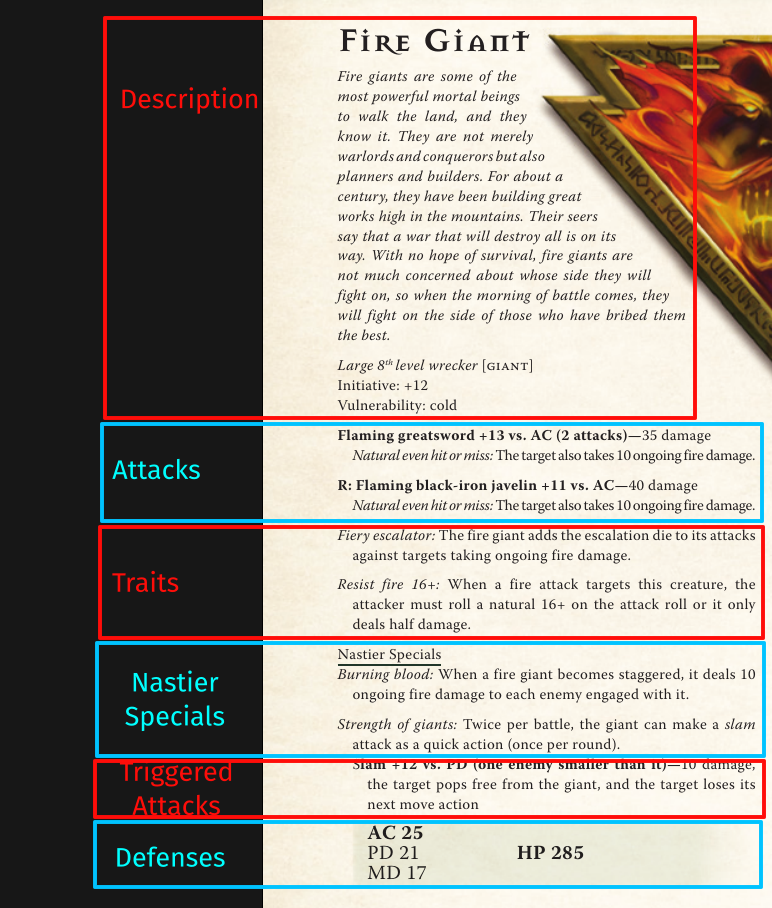 Fire Giant
Description
Fire giants are some of the
most powerful mortal beings
to walk the land, and they
know it. They are not merely
warlords and conquerors but also
planners and builders. For about a
century, they have been building great
works high in the mountains. Their seers
say that a war that will destroy all is on its
way. With no hope of survival, fire giants are
not much concerned about whose side they will
fight on, so when the morning of battle comes, they
will fight on the side of those who have bribed them
the best.
Large 8th level wrecker [GIANT]
Initiative: +12
Vulnerability: cold
Attacks
Flaming greatsword +13 vs. AC (2 attacks)—35 damage
Natural even hit or miss: The target also takes 10 ongoing fire damage.
R: Flaming black-iron javelin +11 vs. AC—40 damage
Natural even hit or miss: The target also takes 10 ongoing fire damage.
Traits
Fiery escalator: The fire giant adds the escalation die to its attacks
against targets taking ongoing fire damage.
Resist fire 16+: When a fire attack targets this creature, the
attacker must roll a natural 16+ on the attack roll or it only
deals half damage.
Nastier
Specials
Nastier Specials
Burning blood: When a fire giant becomes staggered, it deals 10
ongoing fire damage to each enemy engaged with it.
Strength of giants: Twice per battle, the giant can make a slam
attack as a quick action (once per round).
Triggered
Attacks
Slam +12 vs. PD (one enemy smaller than it)—10 damage,
the target pops free from the giant, and the target loses its
next move action
Defenses
AC 25
PD 21
HP 285
MD 17